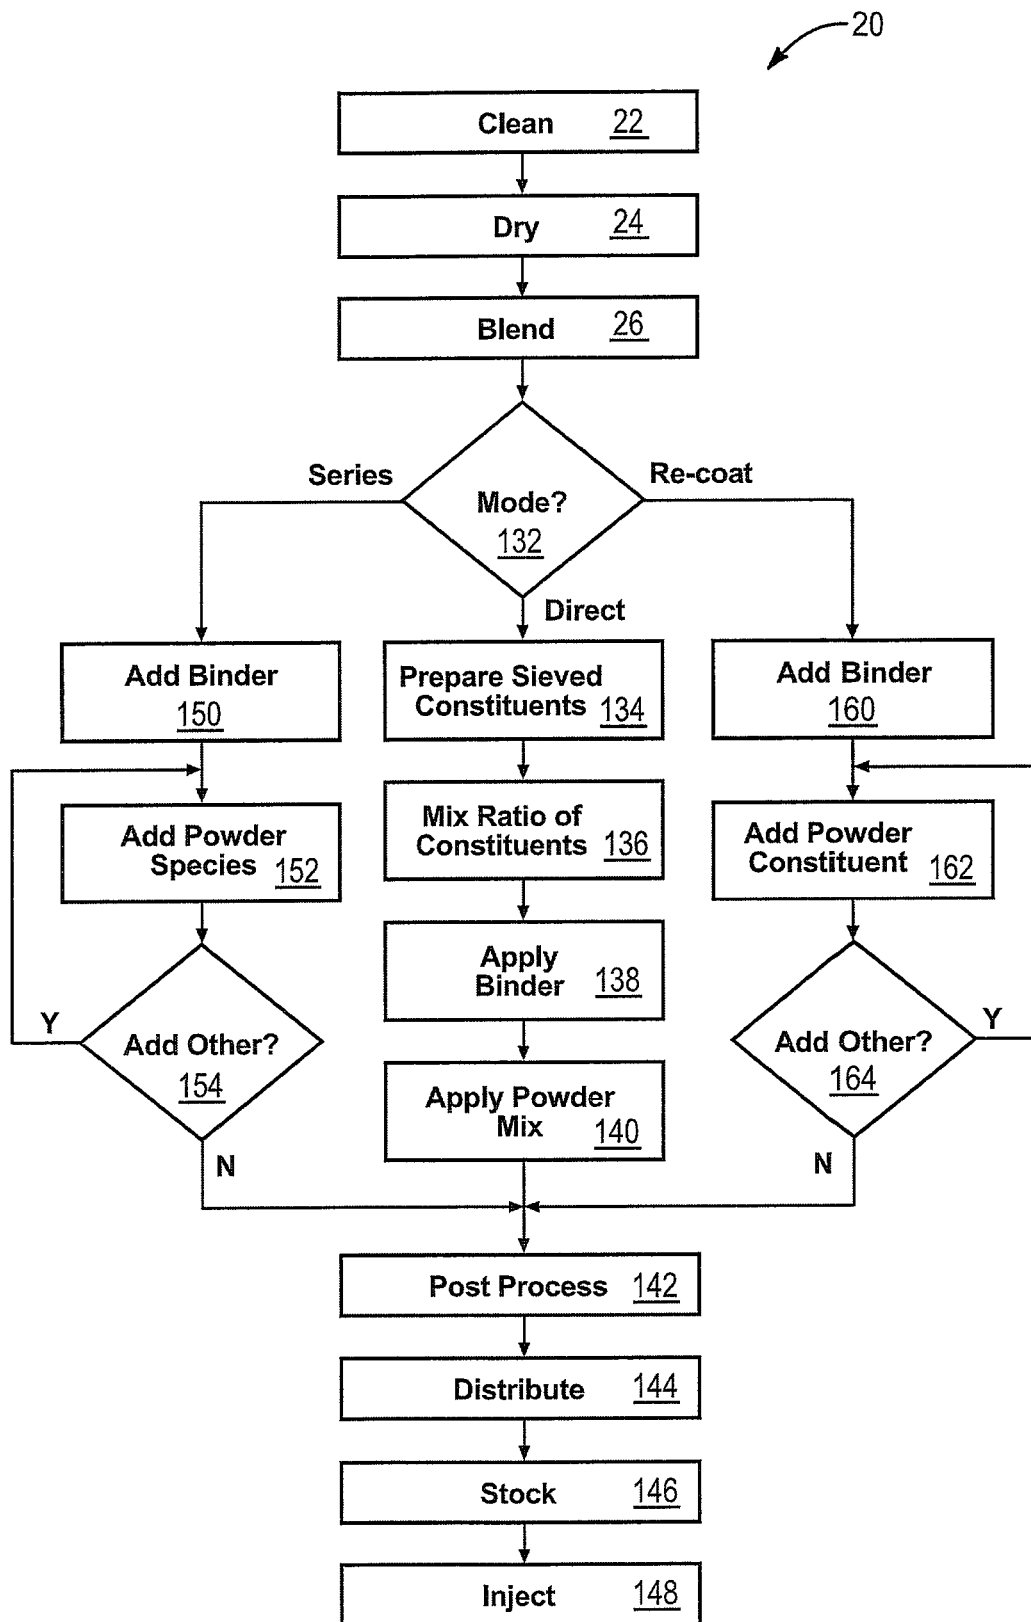 20
Clean 22
Dry 24
Blend 26
Series
Re-coat
Mode?
132
Direct
Add Binder
150
Prepare Sieved
Constituents 134
Add Binder
160
Add Powder
Species 152
Mix Ratio of
Constituents 136
Add Powder
Constituent 162
Apply
Binder 138
Y
Add Other?
154
Y
Add Other?
164
Apply Powder
Mix 140
N
N
Post Process 142
Distribute 144
Stock 146
Inject 148